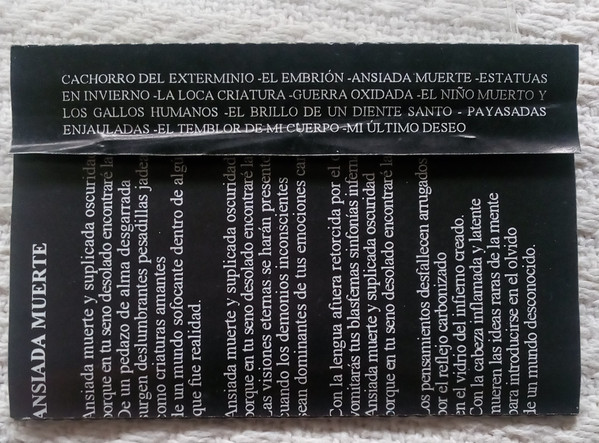 CACHORRO DEL EXTERMINIO -EL EMBRIÓN -ANSIADA MUERTE -ESTATUAS
EN INVIERNO -LA LOCA CRIATURA -GUERRA OXIDADA -EL NIÑO MUERTO Y
LOS GALLOS HUMANOS -EL BRILLO DE UN DIENTE SANTO - PAYASADAS
ENJAULADAS -EL TEMBLOR DE MI CUERPO -MI ÚLTIMO DESEO
ANSIADA MUERTE
Ansiada muerte y suplicada oscuridad
porque en tu seno desolado encontraré la
De un pedazo de alma desgarrada
surgen deslumbrantes pesadillas
como criaturas amantes
de un mundo sofocante dentro de
que fue realidad.
Ansiada muerte y suplicada oscuridad
porque en tu seno desolado encontraré la
Las visiones eternas se harán
cuando los demonios inconscientes
sean dominantes de tus emociones
Con la lengua afuera retorcida por el
vomitarás tus blasfemas sinfonías
Ansiada muerte y suplicada oscuridad
porque en tu seno desolado encontraré la
Los pensamientos desfallecen arrugados
por el reflejo carbonizado
en el vidrio del infierno creado.
Con la cabeza inflamada y latente
mueren las ideas raras de la mente
para introducirse en el olvido
de un mundo desconocido.